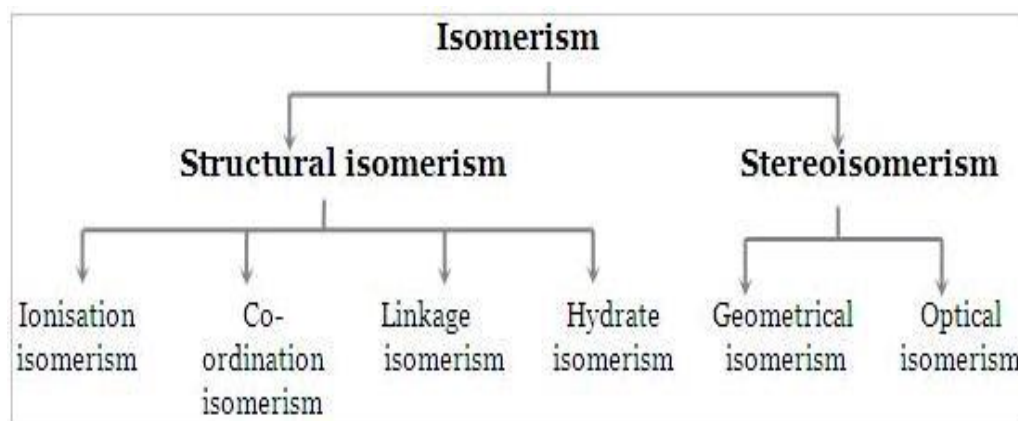 Isomerism
Structural isomerism
Stereoisomerism
Ionisation
isomerism
Co-
ordination
isomerism
Linkage
isomerism
Hydrate
isomerism
Geometrical
isomerism
Optical
isomerism